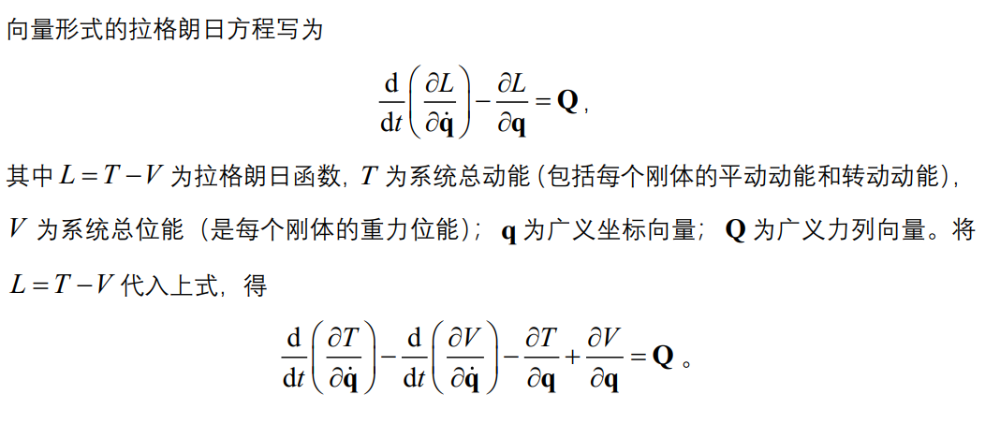 向量形式的拉格朗日方程写为
$\frac{\mathrm{d}}{\mathrm{d}t}\left(\frac{\partial L}{\partial \dot{\mathbf{q}}}\right)-\frac{\partial L}{\partial \mathbf{q}}=\mathbf{Q}$，
其中 $L=T-V$ 为拉格朗日函数，$T$ 为系统总动能（包括每个刚体的平动动能和转动动能），
$V$ 为系统总位能（是每个刚体的重力位能）；$\mathbf{q}$ 为广义坐标向量；$\mathbf{Q}$ 为广义力列向量。将
$L=T-V$ 代入上式，得
$\frac{\mathrm{d}}{\mathrm{d}t}\left(\frac{\partial T}{\partial \dot{\mathbf{q}}}\right)-\frac{\mathrm{d}}{\mathrm{d}t}\left(\frac{\partial V}{\partial \dot{\mathbf{q}}}\right)-\frac{\partial T}{\partial \mathbf{q}}+\frac{\partial V}{\partial \mathbf{q}}=\mathbf{Q}$。